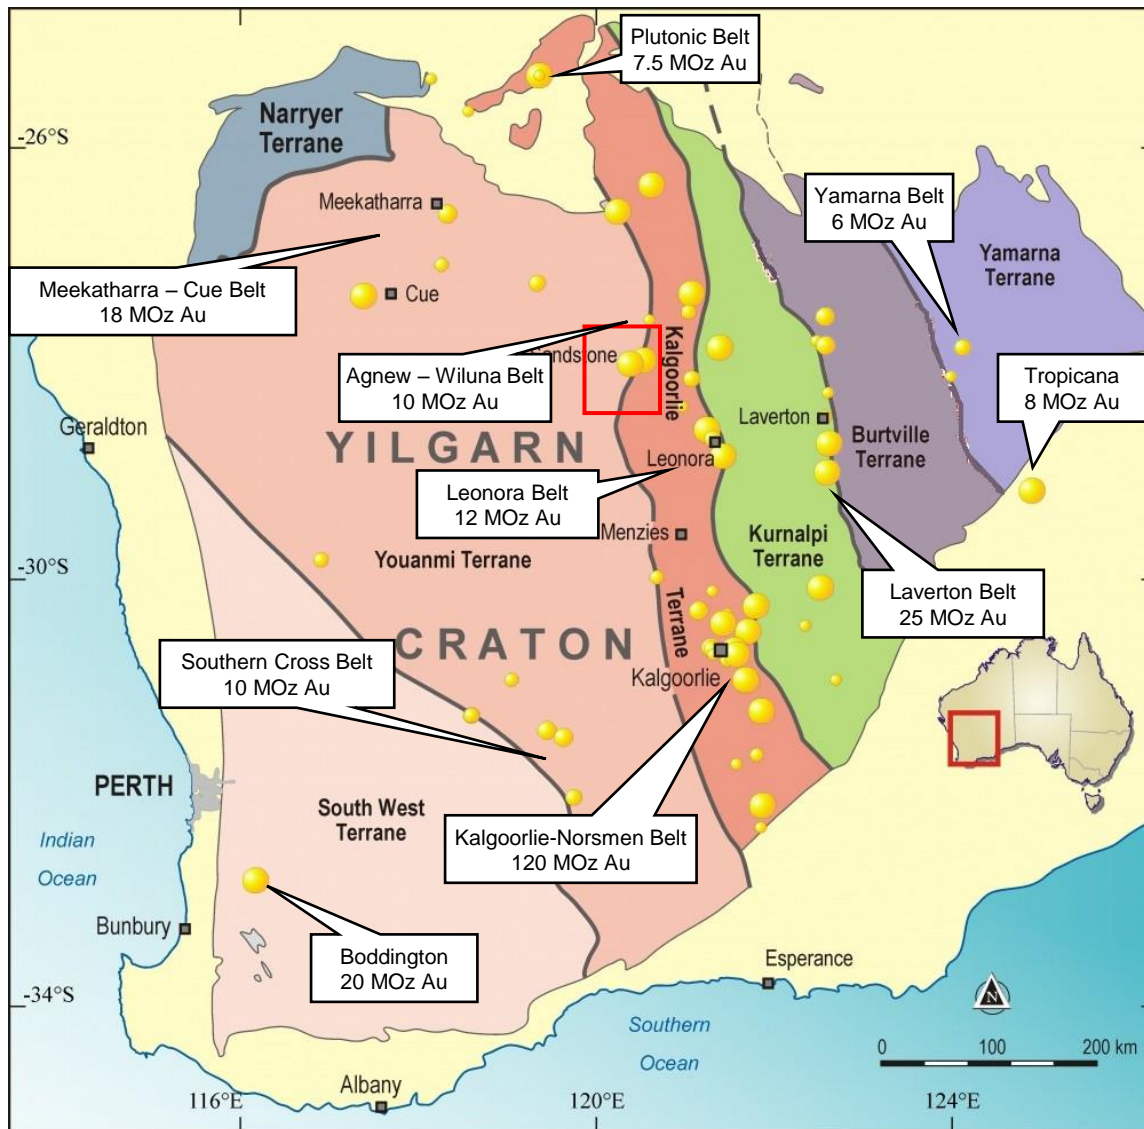 Plutonic Belt
7.5 MOz Au
Narryer
Terrane
-26°S
Meekatharra
Yamarna Belt
6 MOz Au
Yamarna
Terrane
Meekatharra – Cue Belt
18 MOz Au
Cue
Kalgoorlie
Sandstone
Agnew – Wiluna Belt
10 MOz Au
Tropicana
8 MOz Au
Geraldton
Laverton
YILGARN
Burtville
Terrane
Leonora
Leonora Belt
12 MOz Au
Menzies
Kurnalpi
Terrane
Youanmi Terrane
-30°S
Laverton Belt
25 MOz Au
Terrane
CRATON
Southern Cross Belt
10 MOz Au
Kalgoorlie
PERTH
South West
Terrane
Indian
Ocean
Kalgoorlie-Norsmen Belt
120 MOz Au
Bunbury
Boddington
20 MOz Au
Esperance
-34°S
N
Southern
Ocean
0 100 200 km
Albany
116°E
120°E
124°E